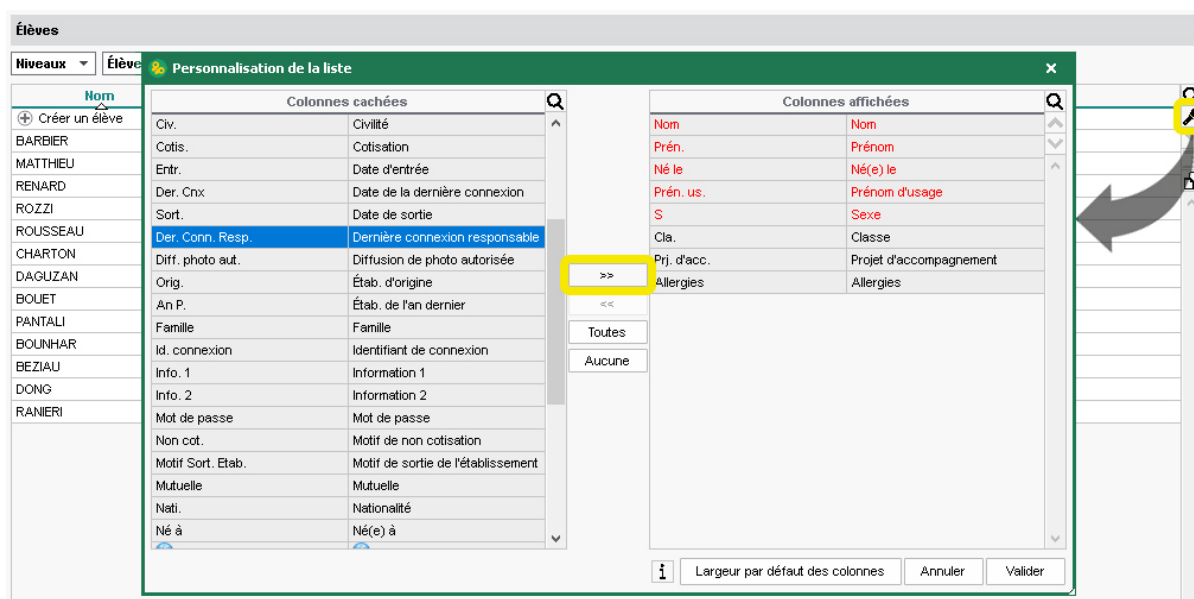 Élèves
Niveaux Élève
Personnalisation de la liste
Nom
Créer un élève
BARBIER
MATTHIEU
RENARD
ROZZI
ROUSSEAU
CHARTON
DAGUZAN
BOUET
PANTALI
BOUNHAR
BEZIAU
DONG
RANIERI
Colonnes cachées
Civ. Civilité
Cotis. Cotisation
Entr. Date d'entrée
Der. Cnx Date de la dernière connexion
Sort. Date de sortie
Der. Conn. Resp. Dernière connexion responsable
Diff. photo aut. Diffusion de photo autorisée
Orig. Étab. d'origine
An P. Étab. de l'an dernier
Famille Famille
Id. connexion Identifiant de connexion
Info. 1 Information 1
Info. 2 Information 2
Mot de passe Mot de passe
Non cot. Motif de non cotisation
Motif Sort. Etab. Motif de sortie de l'établissement
Mutuelle Mutuelle
Nati. Nationalité
Né à Né(e) à
>>
<<
Toutes
Aucune
Colonnes affichées
Nom Nom
Prén. Prénom
Né le Né(e) le
Prén. us. Prénom d'usage
S Sexe
Cla. Classe
Prj. d'acc. Projet d'accompagnement
Allergies Allergies
i Largeur par défaut des colonnes Annuler Valider